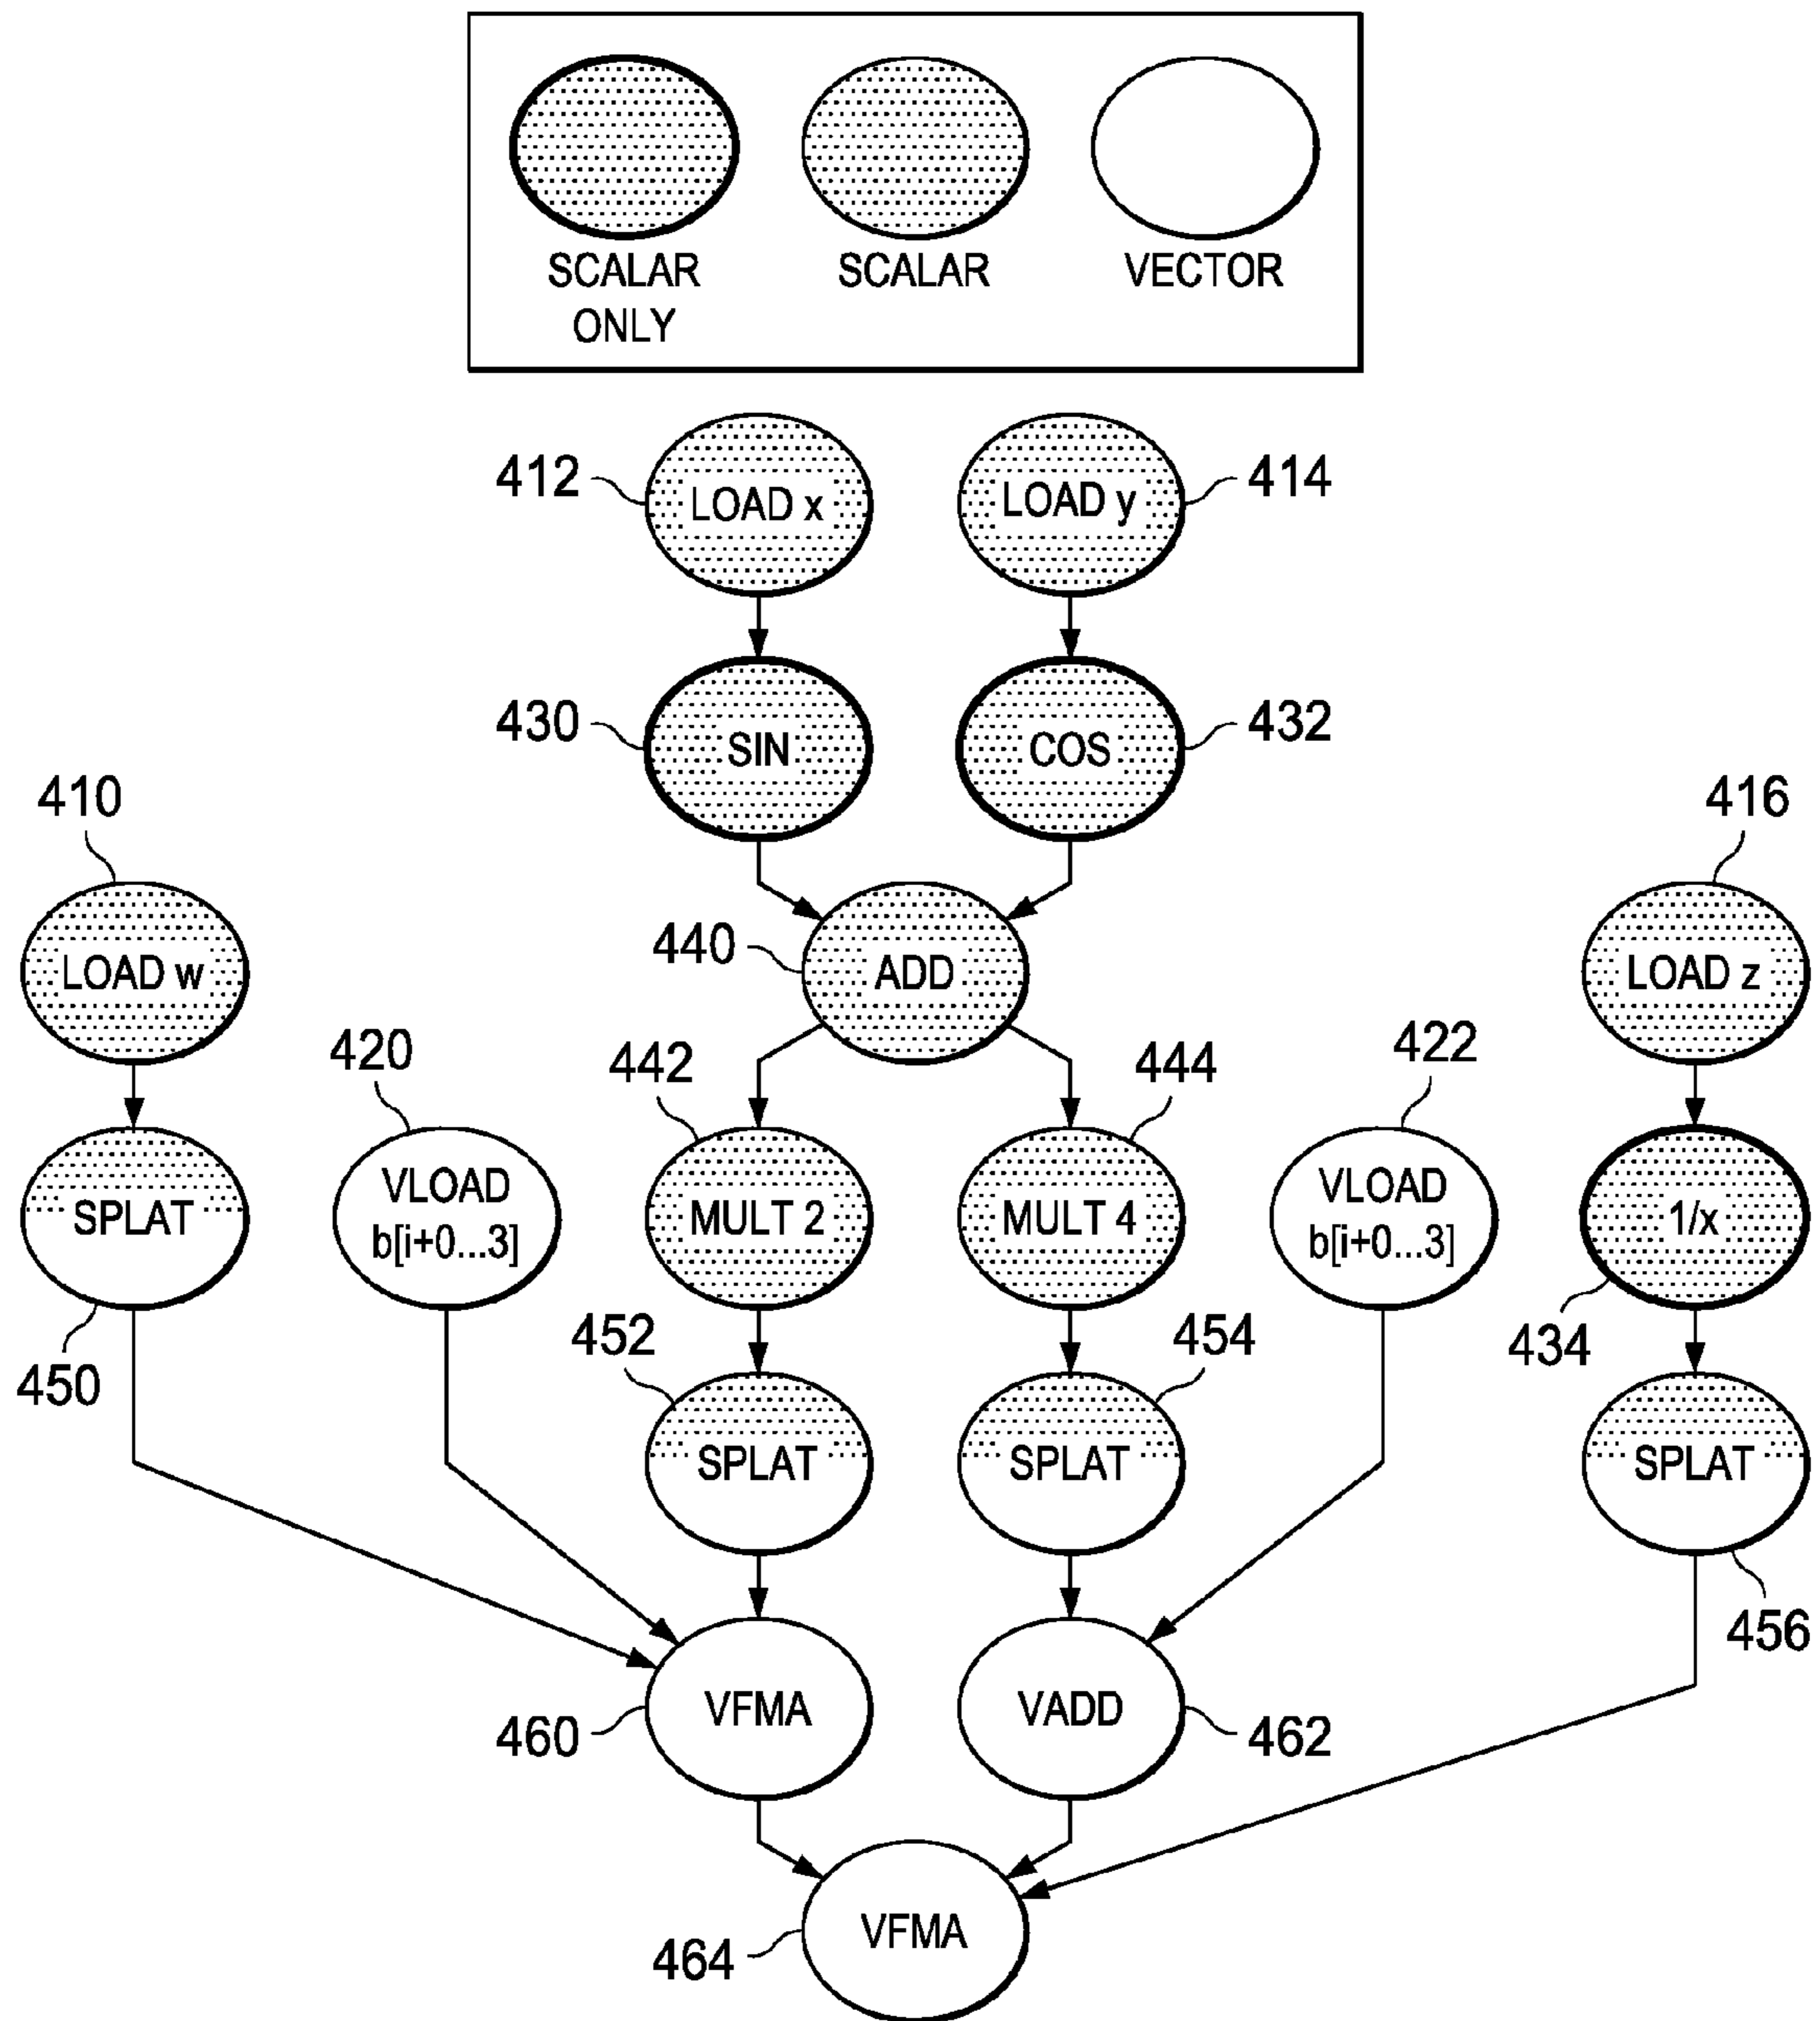 SCALAR
ONLY
SCALAR
VECTOR
412
LOAD x
LOAD y
414
430
SIN
COS
432
410
416
LOAD w
440
ADD
LOAD z
420
442
444
422
SPLAT
VLOAD
b[i+0...3]
MULT 2
MULT 4
VLOAD
b[i+0...3]
1/x
450
452
454
434
SPLAT
SPLAT
SPLAT
456
460
VFMA
VADD
462
464
VFMA